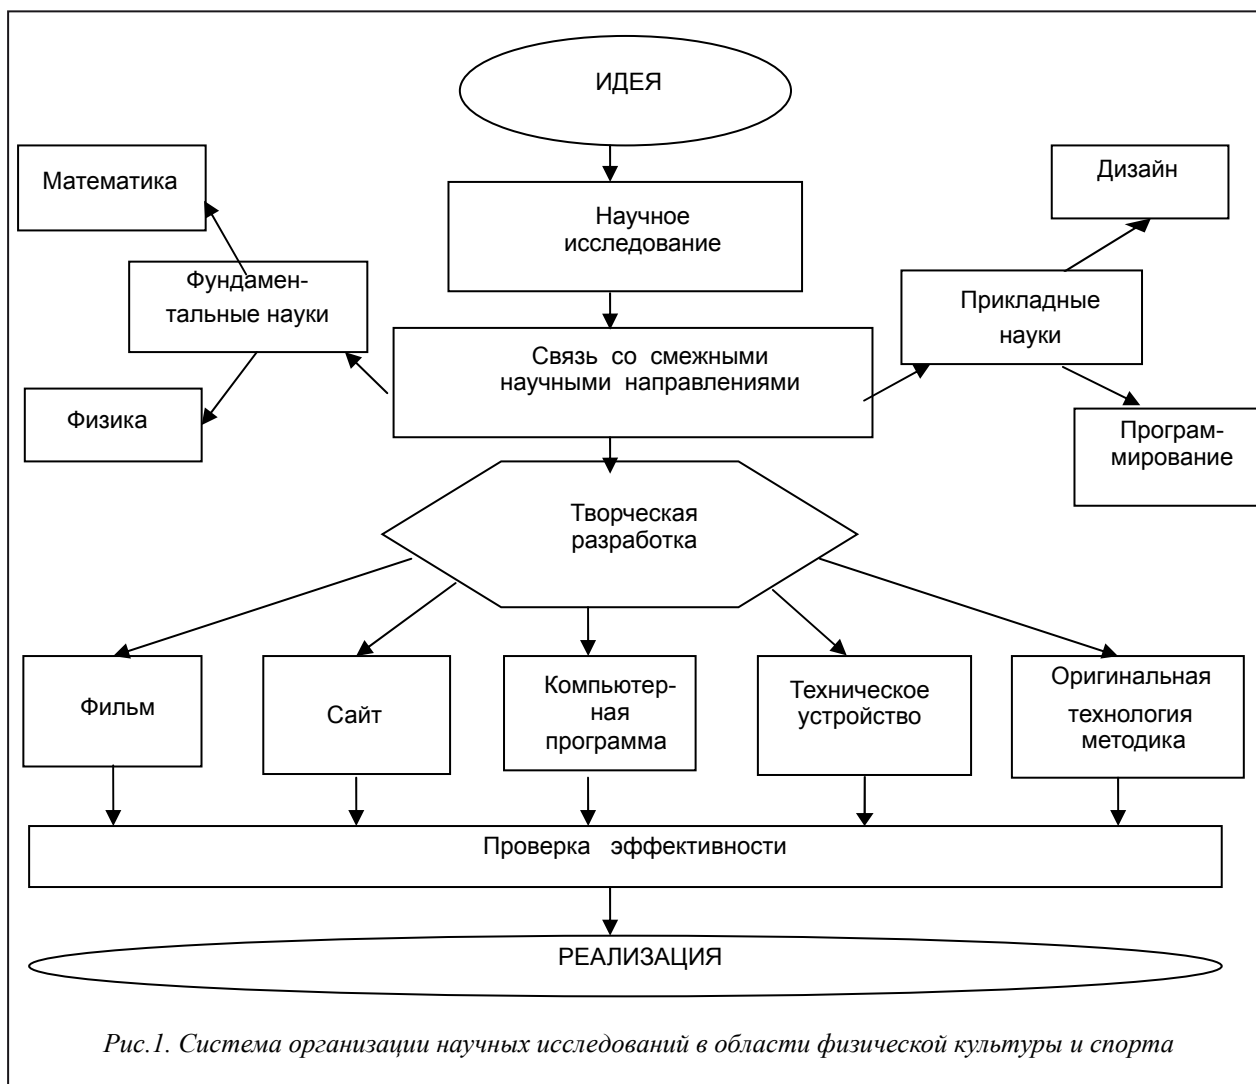 ИДЕЯ
Математика
Дизайн
Научное
исследование
Фундамен-
тальные науки
Прикладные
науки
Связь со смежными
научными направлениями
Физика
Програм-
мирование
Творческая
разработка
Фильм
Сайт
Компьютер-
ная
программа
Техническое
устройство
Оригинальная
технология
методика
Проверка эффективности
РЕАЛИЗАЦИЯ
Рис.1. Система организации научных исследований в области физической культуры и спорта